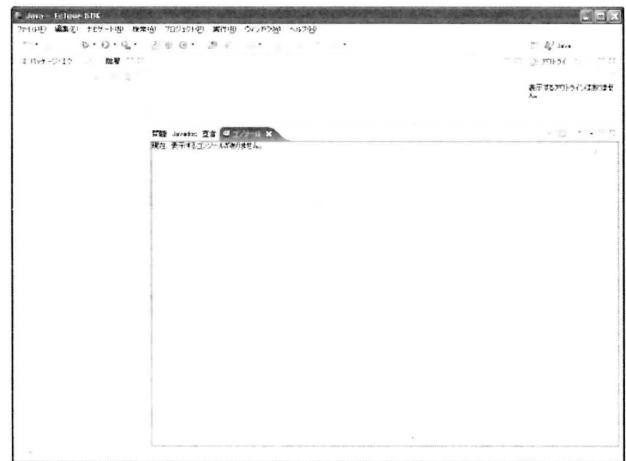 Java - Eclipse SDK
ファイル(F) 編集(E) ナビゲート(N) 検索(A) プロジェクト(P) 実行(R) ウィンドウ(W) ヘルプ(H)
Java
パッケージ・エク 階層
アウトライン
表示するアウトラインはありませ
ん。
問題 Javadoc 宣言 コンソール
現在、表示するコンソールがありません。